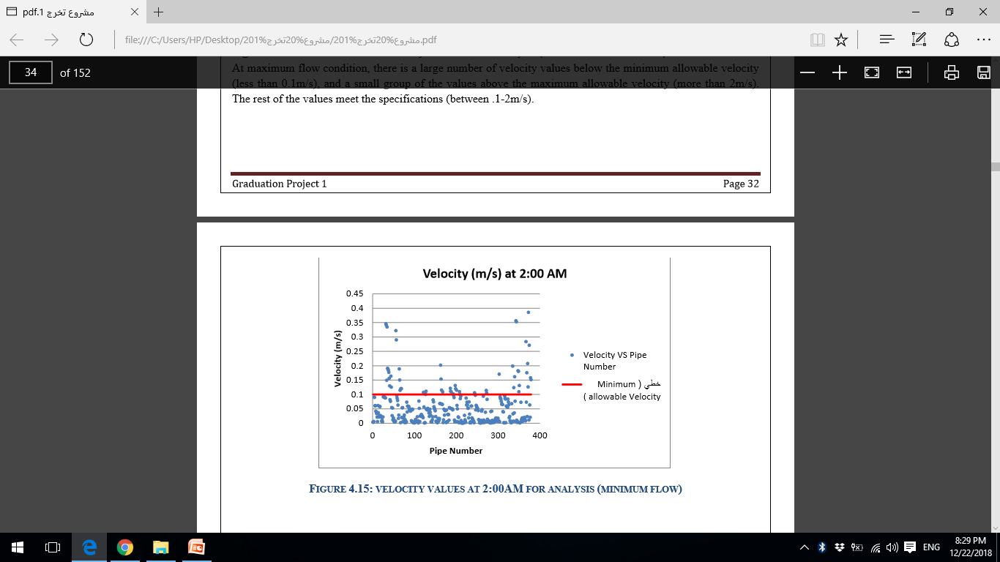 مشروع تخرج 1.pdf
file:///C:/Users/HP/Desktop/201%مشروع%20تخرج/201%مشروع%20تخرج.pdf
34 of 152
At maximum flow condition, there is a large number of velocity values below the minimum allowable velocity
(less than 0.1m/s), and a small group of the values above the maximum allowable velocity (more than 2m/s).
The rest of the values meet the specifications (between .1-2m/s).
Graduation Project 1 Page 32
Velocity (m/s) at 2:00 AM
0.45
0.4
0.35
0.3
0.25
0.2
0.15
0.1
0.05
0
Velocity (m/s)
0 100 200 300 400
Pipe Number
Velocity VS Pipe
Number
خطي ( Minimum
allowable Velocity )
FIGURE 4.15: VELOCITY VALUES AT 2:00AM FOR ANALYSIS (MINIMUM FLOW)
ENG
8:29 PM
12/22/2018